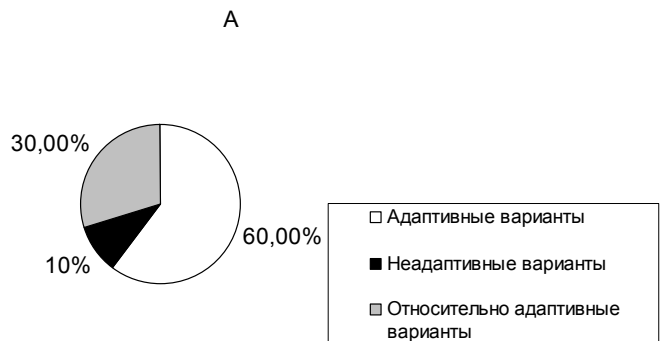 А
30,00%
60,00%
10%
Адаптивные варианты
Неадаптивные варианты
Относительно адаптивные
варианты